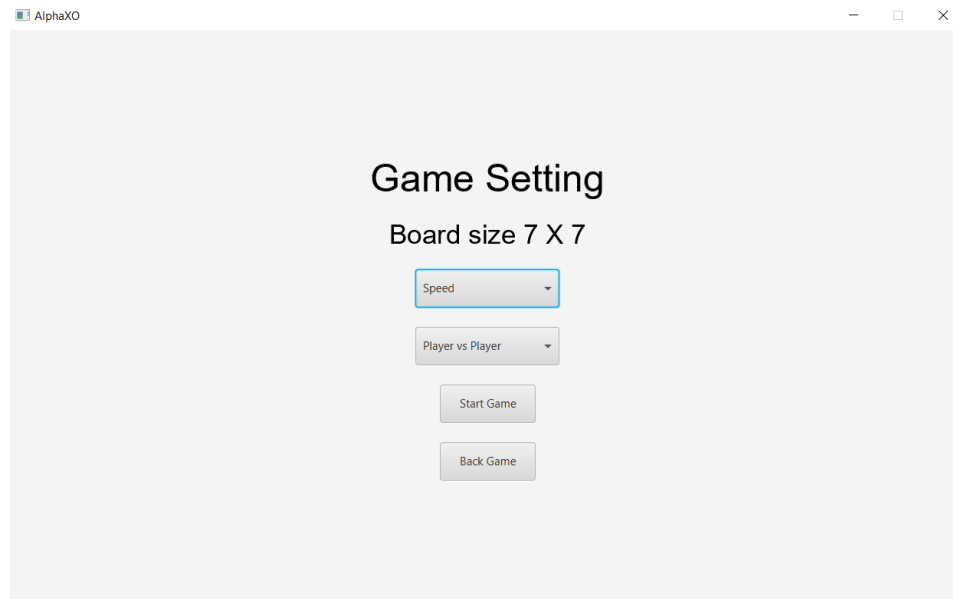 AlphaXO
Game Setting
Board size 7 X 7
Speed
Player vs Player
Start Game
Back Game